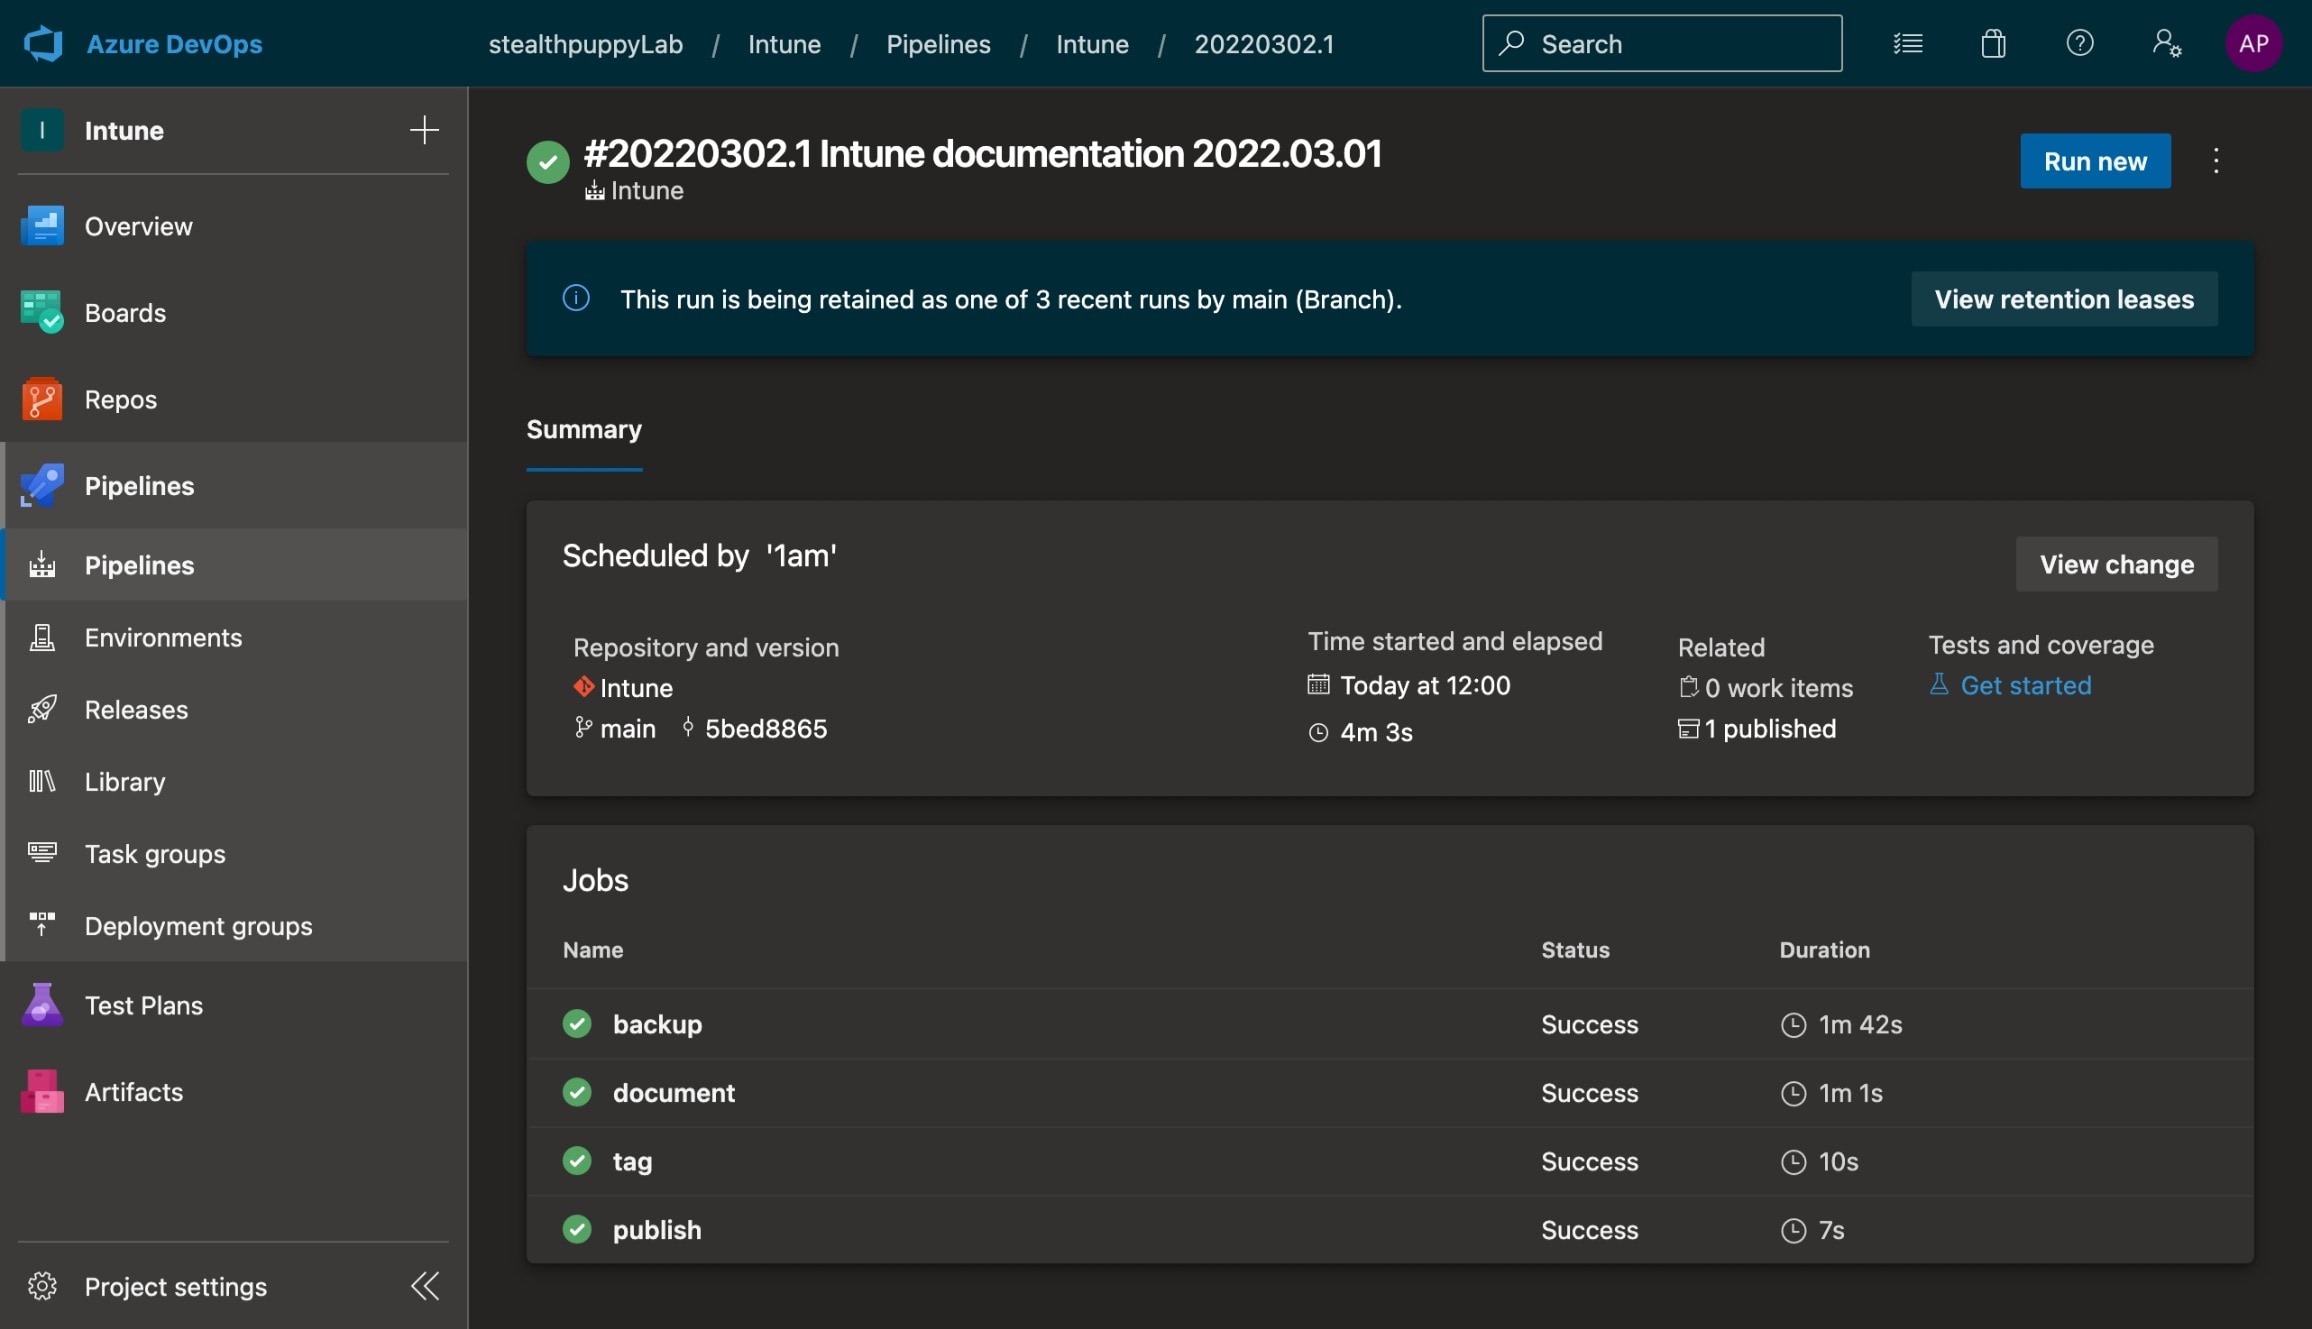 Azure DevOps
stealthpuppyLab / Intune / Pipelines / Intune / 20220302.1
Search
AP
I
Intune
Overview
Boards
Repos
Pipelines
Pipelines
Environments
Releases
Library
Task groups
Deployment groups
Test Plans
Artifacts
Project settings
#20220302.1 Intune documentation 2022.03.01
Intune
Run new
This run is being retained as one of 3 recent runs by main (Branch).
View retention leases
Summary
Scheduled by '1am'
View change
Repository and version
Intune
main 5bed8865
Time started and elapsed
Today at 12:00
4m 3s
Related
0 work items
1 published
Tests and coverage
Get started
Jobs
Name Status Duration
backup Success 1m 42s
document Success 1m 1s
tag Success 10s
publish Success 7s